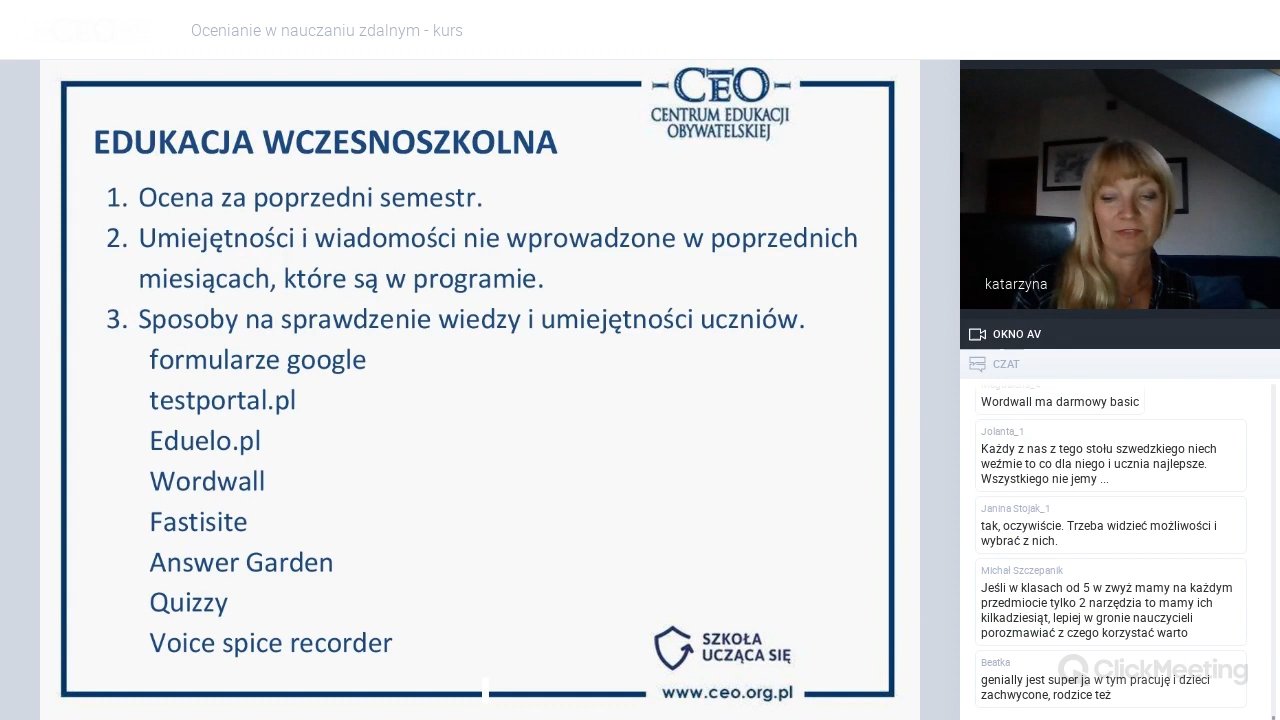 Ocenianie w nauczaniu zdalnym - kurs
CEO
CENTRUM EDUKACJI
OBYWATELSKIEJ
EDUKACJA WCZESNOSZKOLNA
1. Ocena za poprzedni semestr.
2. Umiejętności i wiadomości nie wprowadzone w poprzednich
miesiącach, które są w programie.
3. Sposoby na sprawdzenie wiedzy i umiejętności uczniów.
formularze google
testportal.pl
Eduelo.pl
Wordwall
Fastisite
Answer Garden
Quizzy
Voice spice recorder
SZKOŁA
UCZĄCA SIĘ
www.ceo.org.pl
katarzyna
OKNO AV
CZAT
Wordwall ma darmowy basic
Jolanta_1
Każdy z nas z tego stołu szwedzkiego niech
weźmie to co dla niego i ucznia najlepsze.
Wszystkiego nie jemy ...
Janina Stojak_1
tak, oczywiście. Trzeba widzieć możliwości i
wybrać z nich.
Michał Szczepanik
Jeśli w klasach od 5 w zwyż mamy na każdym
przedmiocie tylko 2 narzędzia to mamy ich
kilkadziesiąt, lepiej w gronie nauczycieli
porozmawiać z czego korzystać warto
Beatka
genially jest super ja w tym pracuję i dzieci
zachwycone, rodzice też
ClickMeeting